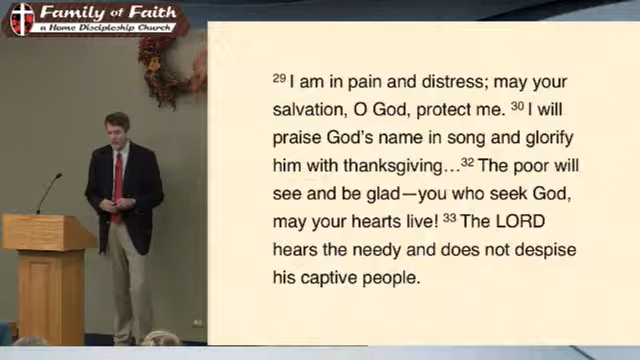 Family of Faith
a Home Discipleship Church
²⁹ I am in pain and distress; may your
salvation, O God, protect me. ³⁰ I will
praise God’s name in song and glorify
him with thanksgiving…³² The poor will
see and be glad—you who seek God,
may your hearts live! ³³ The LORD
hears the needy and does not despise
his captive people.